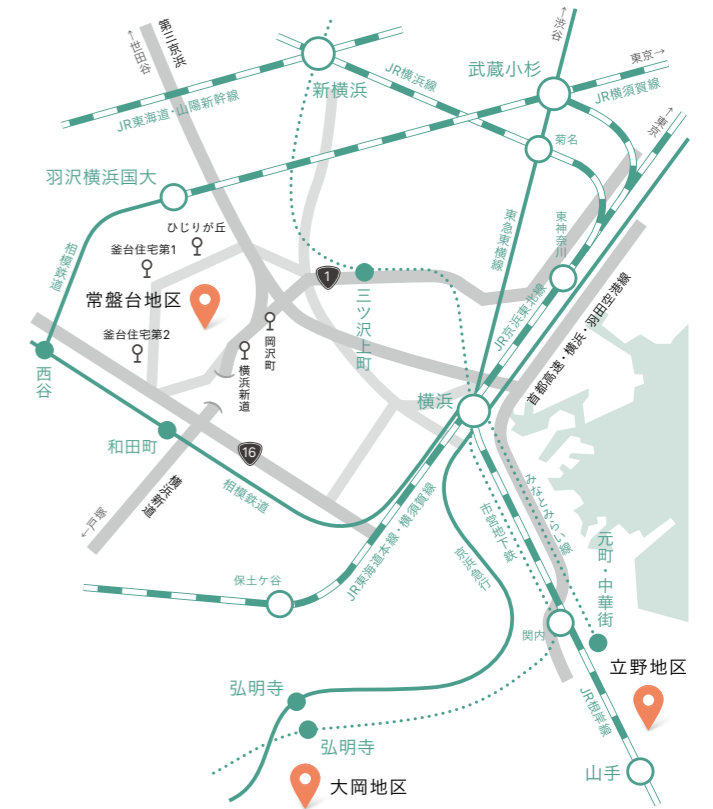 ←渋谷
第三京浜
←世田谷
武蔵小杉
東京→
新横浜
JR横浜線
JR横須賀線
JR東海道・山陽新幹線
→東京
菊名
羽沢横浜国大
東急東横線
東神奈川
ひじりが丘
釜台住宅第1
相模鉄道
1
常盤台地区
三ツ沢上町
JR京浜東北線
首都高速・横浜・羽田空港線
釜台住宅第2
岡沢町
横浜新道
西谷
横浜
和田町
16
横浜新道
相模鉄道
←戸塚
JR東海道本線・横須賀線
市営地下鉄
みなとみらい線
京浜急行
元町・中華街
保土ケ谷
関内
立野地区
弘明寺
JR根岸線
弘明寺
山手
大岡地区